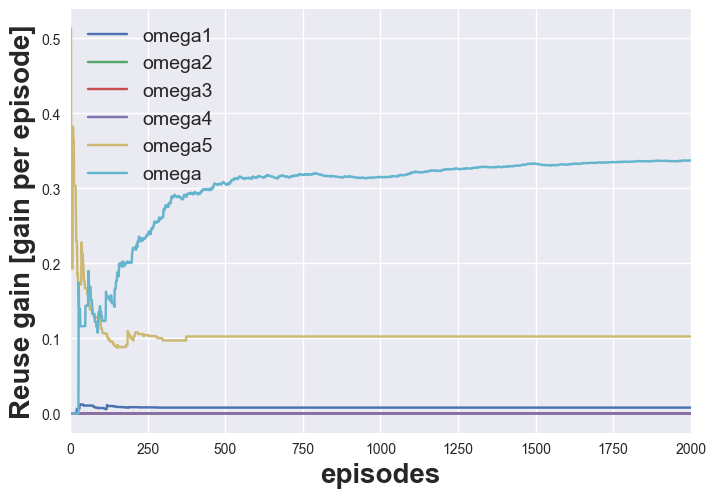 Reuse gain [gain per episode]
0.5
0.4
0.3
0.2
0.1
0.0
omega1
omega2
omega3
omega4
omega5
omega
0 250 500 750 1000 1250 1500 1750 2000
episodes